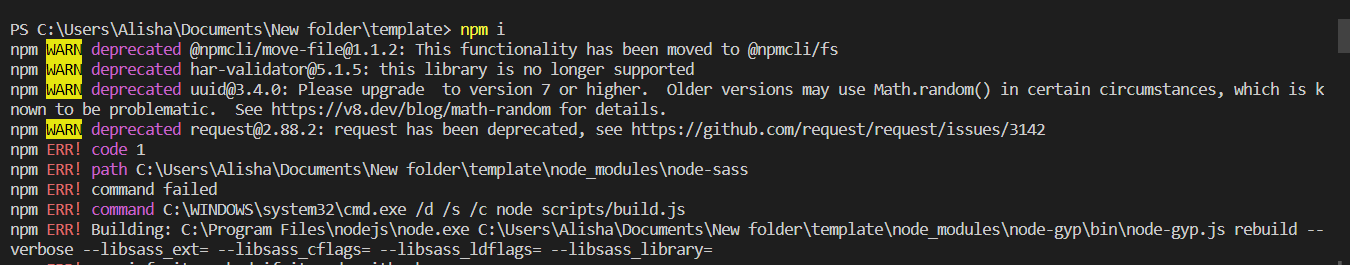 PS C:\Users\Alisha\Documents\New folder\template> npm i
npm WARN deprecated @npmcli/move-file@1.1.2: This functionality has been moved to @npmcli/fs
npm WARN deprecated har-validator@5.1.5: this library is no longer supported
npm WARN deprecated uuid@3.4.0: Please upgrade  to version 7 or higher.  Older versions may use Math.random() in certain circumstances, which is k
nown to be problematic.  See https://v8.dev/blog/math-random for details.
npm WARN deprecated request@2.88.2: request has been deprecated, see https://github.com/request/request/issues/3142
npm ERR! code 1
npm ERR! path C:\Users\Alisha\Documents\New folder\template\node_modules\node-sass
npm ERR! command failed
npm ERR! command C:\WINDOWS\system32\cmd.exe /d /s /c node scripts/build.js
npm ERR! Building: C:\Program Files\nodejs\node.exe C:\Users\Alisha\Documents\New folder\template\node_modules\node-gyp\bin\node-gyp.js rebuild --
verbose --libsass_ext= --libsass_cflags= --libsass_ldflags= --libsass_library=